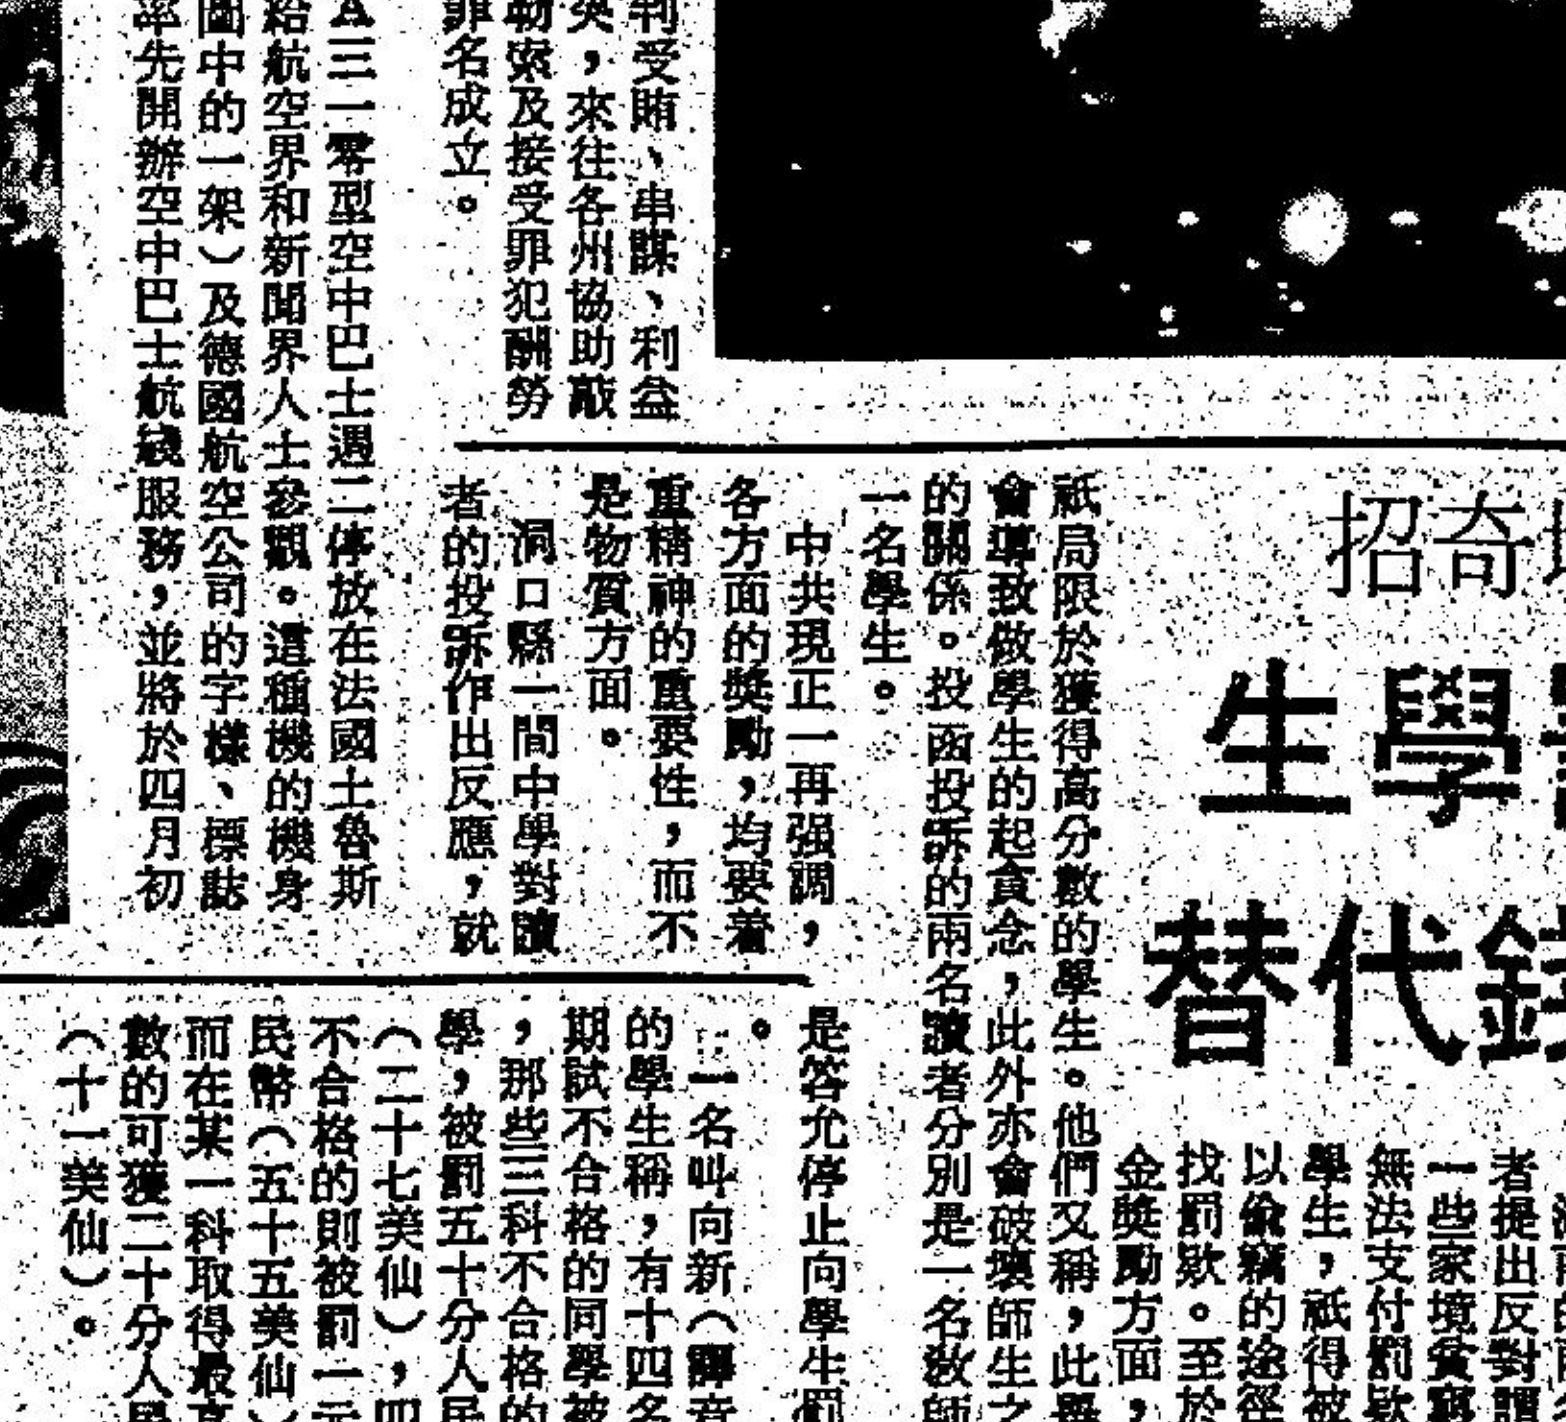 招奇
生學
替代錢
者提出反對
一些家境貧窮
無法支付罰款
學生，祇得被
以偷竊的途徑
找罰欵。至於
金獎勵方面，
祇局限於獲得高分數的學生。他們又稱，此舉
會導致做學生的起貪念，此外亦會破壞師生之
的關係。投函投訴的兩名讀者分別是一名教師
一名學生。
中共現正一再强調，
各方面的獎勵，均要着
重精神的重要性，而不
是物質方面。
洞口縣一間中學對讀
者的投訴作出反應，就
是答允停止向學生罰
。
一名叫向新（譯音
的學生稱，有十四名
期試不合格的同學被
，那些三科不合格的
學，被罰五十分人民
（二十七美仙），四
不合格的則被罰一元
民幣（五十五美仙）
而在某一科取得最高
數的可獲二十分人民
（十一美仙）。
判受賄、串謀、利益
英，來往各州協助敲
勒索及接受罪犯酬勞
罪名成立。
A三一零型空中巴士週二停放在法國土魯斯
給航空界和新聞界人士參觀。這種機的機身
圖中的一架）及德國航空公司的字樣、標誌
率先開辦空中巴士航綫服務，並將於四月初